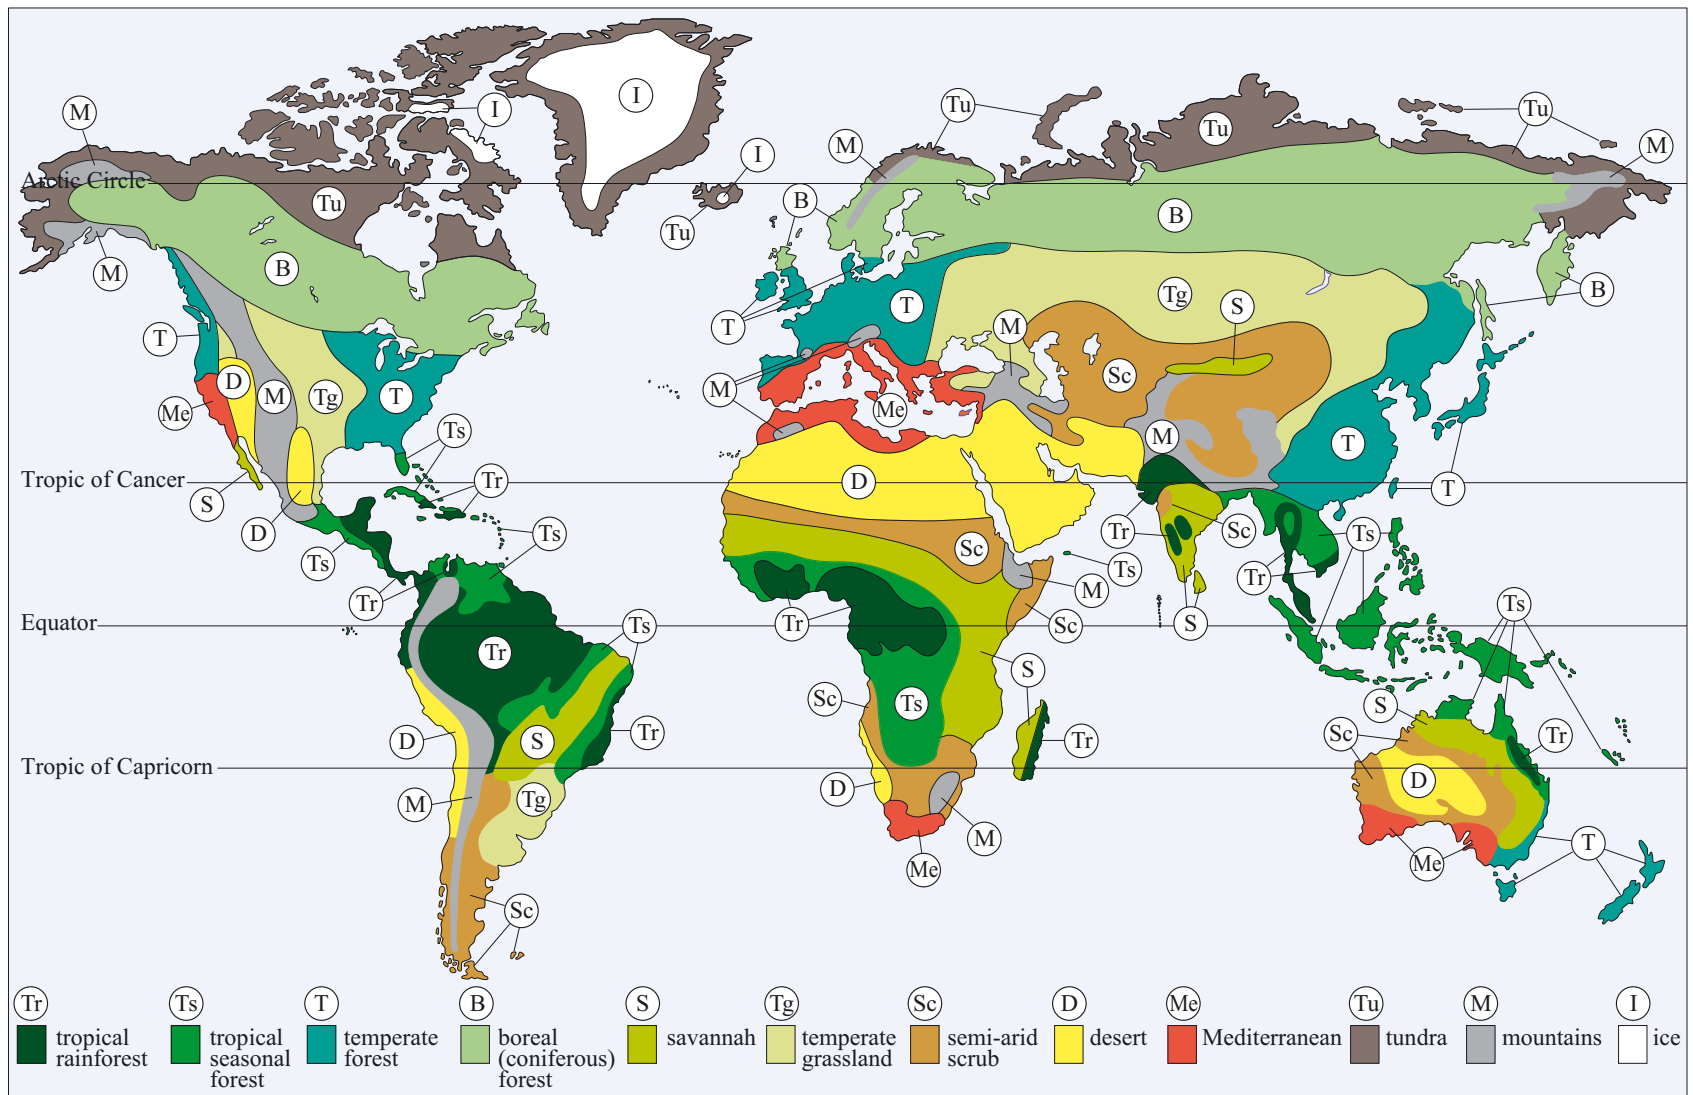 I
M
I
Tu
Tu
Tu
Tu
M
I
M
M
Arctic Circle
Tu
B
B
Tu
M
B
Tg
B
S
T
T
T
M
D
M
Tg
T
M
Sc
Me
Me
Ts
M
T
Tropic of Cancer
Tr
D
T
S
D
Ts
Ts
Sc
Tr
Sc
Ts
Ts
Tr
M
Tr
Ts
Equator
Tr
Sc
S
Tr
Ts
S
Sc
Ts
S
D
S
Tr
Tr
Sc
Tr
Tropic of Capricorn
D
D
M
Tg
M
T
Me
Me
Sc
Tr
Ts
T
B
S
Tg
Sc
D
Me
Tu
M
I
tropical
rainforest
tropical
seasonal
forest
temperate
forest
boreal
(coniferous)
forest
savannah
temperate
grassland
semi-arid
scrub
desert
Mediterranean
tundra
mountains
ice